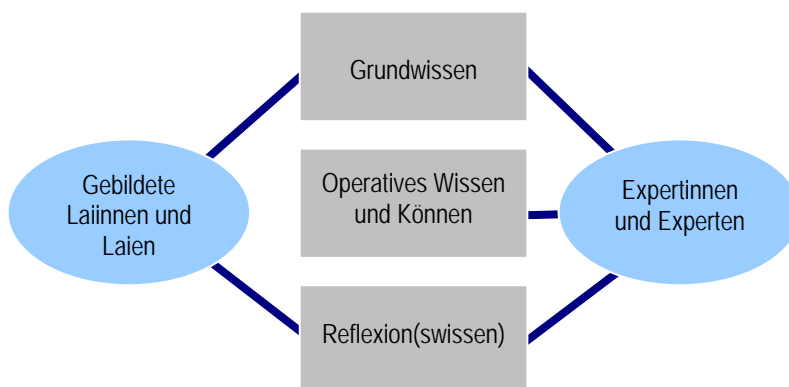 Grundwissen
Gebildete
Laiinnen und
Laien
Operatives Wissen
und Können
Expertinnen
und Experten
Reflexion(swissen)